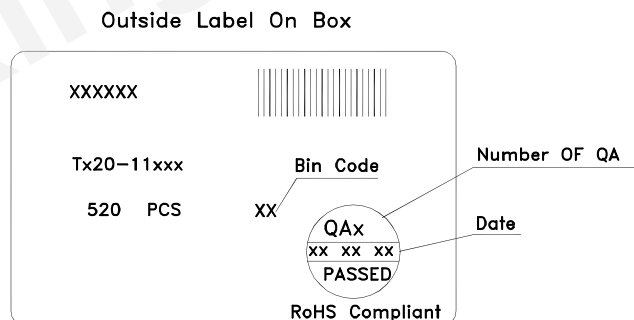 Outside Label On Box
XXXXXX
Tx20-11xxx
Bin Code
Number OF QA
520 PCS
XX
QAx
Date
XX XX XX
PASSED
RoHS Compliant